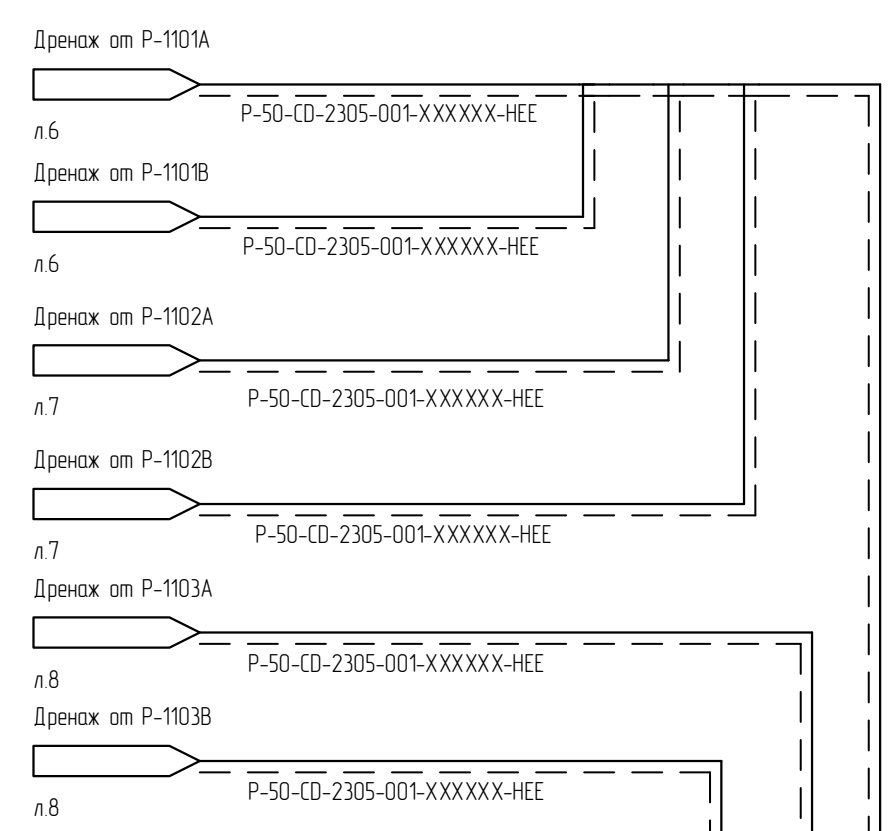 Дренаж от P-1101A
P-50-CD-2305-001-XXXXXX-HEE
л.6
Дренаж от P-1101B
P-50-CD-2305-001-XXXXXX-HEE
л.6
Дренаж от P-1102A
P-50-CD-2305-001-XXXXXX-HEE
л.7
Дренаж от P-1102B
P-50-CD-2305-001-XXXXXX-HEE
л.7
Дренаж от P-1103A
P-50-CD-2305-001-XXXXXX-HEE
л.8
Дренаж от P-1103B
P-50-CD-2305-001-XXXXXX-HEE
л.8